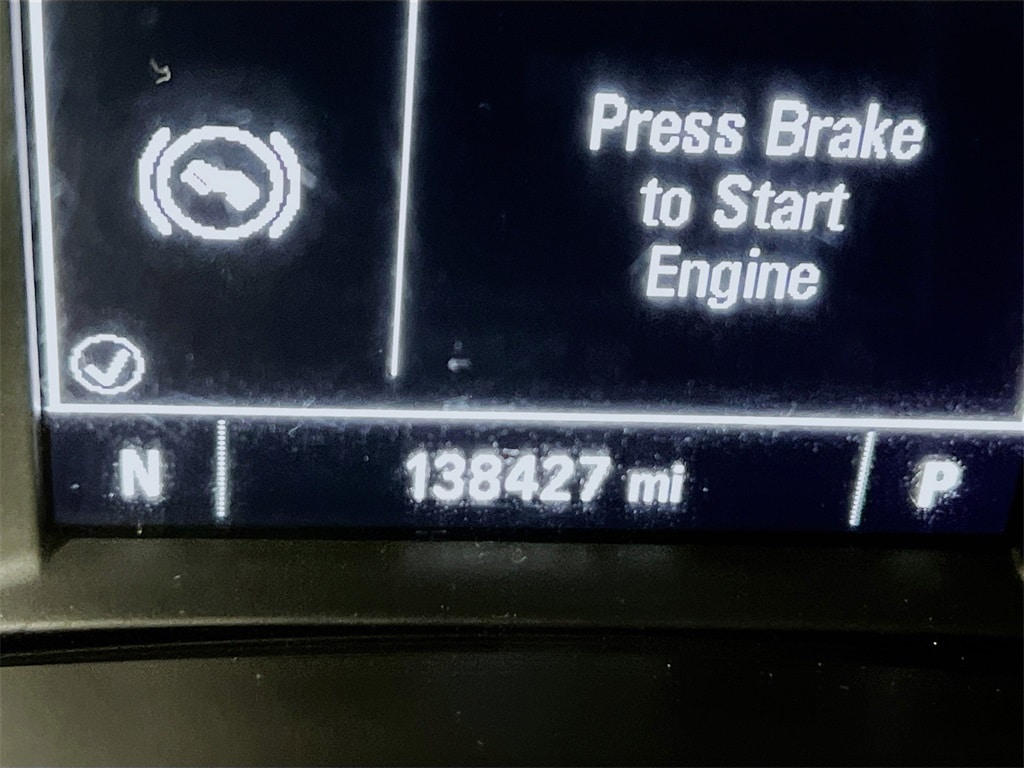 Press Brake
to Start
Engine
N 138427 mi P